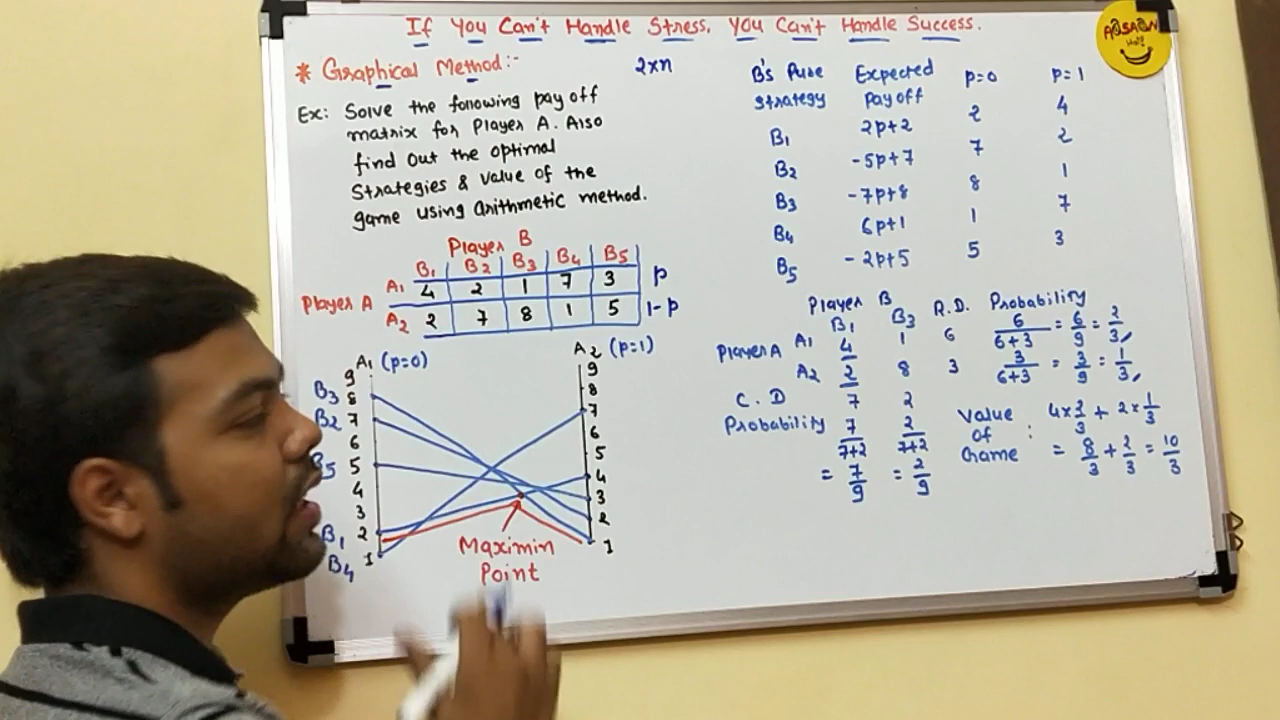 If You Can't Handle Stress, You Can't Handle Success.
* Graphical Method:- 2xn
Ex: Solve the following pay off
matrix for Player A. Also
find out the optimal
Strategies & value of the
game using arithmetic method.
Player B
B1 B2 B3 B4 B5
Player A A1 4 2 1 7 3 p
A2 2 7 8 1 5 1-p
A1 (p=0) A2 (p=1)
9 9
B3 8 8
B2 7 7
6 6
B5 5 5
4 4
3 3
B1 2 2
B4 1 1
Maximin
Point
B's Pure Expected p=0 p=1
Strategy Pay off
B1 2p+2 2 4
B2 -5p+7 7 2
B3 -7p+8 8 1
B4 6p+1 1 7
B5 -2p+5 5 3
Player B
B1 B3 R.D. Probability
Player A A1 4 1 6 6/6+3 = 6/9 = 2/3,
A2 2 8 3 3/6+3 = 3/9 = 1/3,
C.D 7 2
Probability 7/7+2 2/7+2
= 7/9 = 2/9
Value of Game : 4x2/3 + 2x1/3
= 8/3 + 2/3 = 10/3